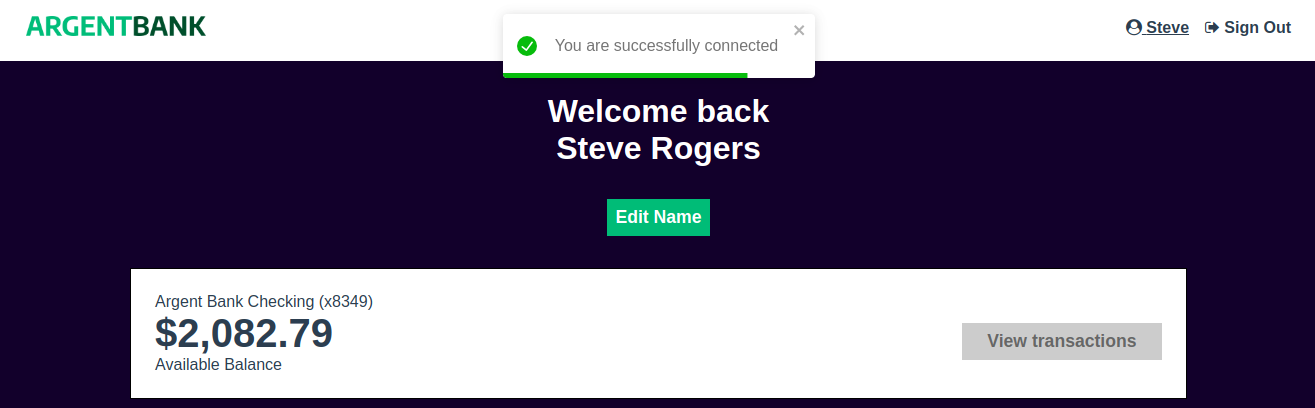 ARGENTBANK
You are successfully connected
Steve
Sign Out
Welcome back
Steve Rogers
Edit Name
Argent Bank Checking (x8349)
$2,082.79
Available Balance
View transactions